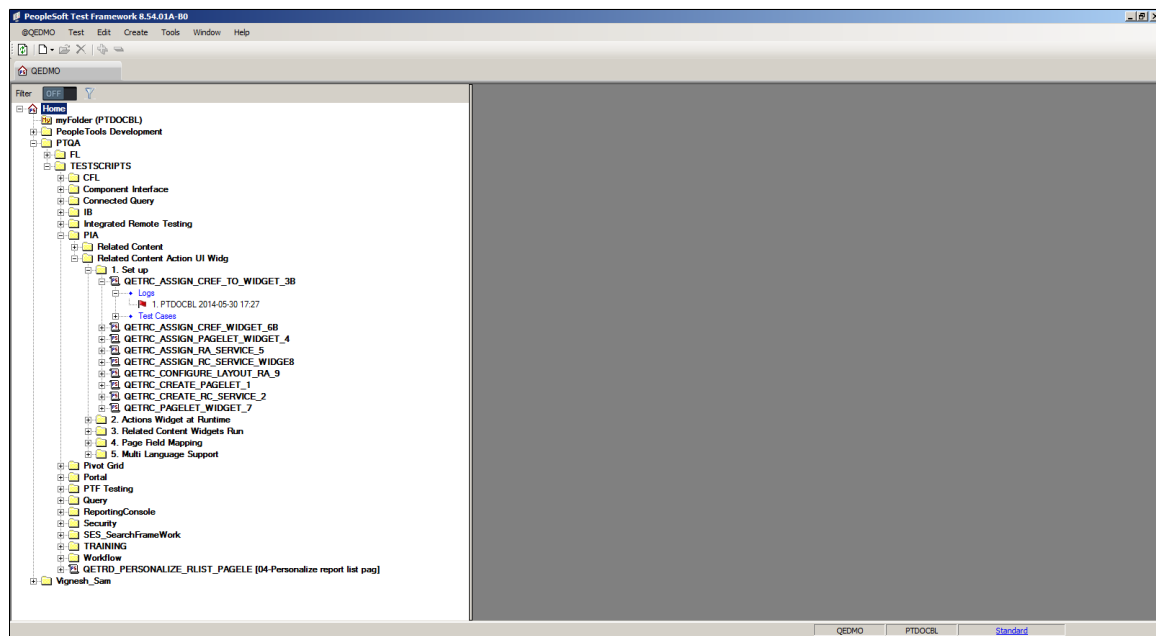 PeopleSoft Test Framework 8.54.01A-B0
@QEDMO Test Edit Create Tools Window Help
QEDMO
Filter OFF
Home
myFolder (PTDOCBL)
PeopleTools Development
PTQA
FL
TESTSCRIPTS
CFL
Component Interface
Connected Query
IB
Integrated Remote Testing
PIA
Related Content
Related Content Action UI Widg
1. Set up
QETRC_ASSIGN_CREF_TO_WIDGET_3B
Logs
1. PTDOCBL 2014-05-30 17:27
Test Cases
QETRC_ASSIGN_CREF_WIDGET_6B
QETRC_ASSIGN_PAGELET_WIDGET_4
QETRC_ASSIGN_RA_SERVICE_5
QETRC_ASSIGN_RC_SERVICE_WIDGE8
QETRC_CONFIGURE_LAYOUT_RA_9
QETRC_CREATE_PAGELET_1
QETRC_CREATE_RC_SERVICE_2
QETRC_PAGELET_WIDGET_7
2. Actions Widget at Runtime
3. Related Content Widgets Run
4. Page Field Mapping
5. Multi Language Support
Pivot Grid
Portal
PTF Testing
Query
ReportingConsole
Security
SES_SearchFrameWork
TRAINING
Workflow
QETRD_PERSONALIZE_RLIST_PAGELE [04-Personalize report list pag]
Vignesh_Sam
QEDMO PTDOCBL Standard